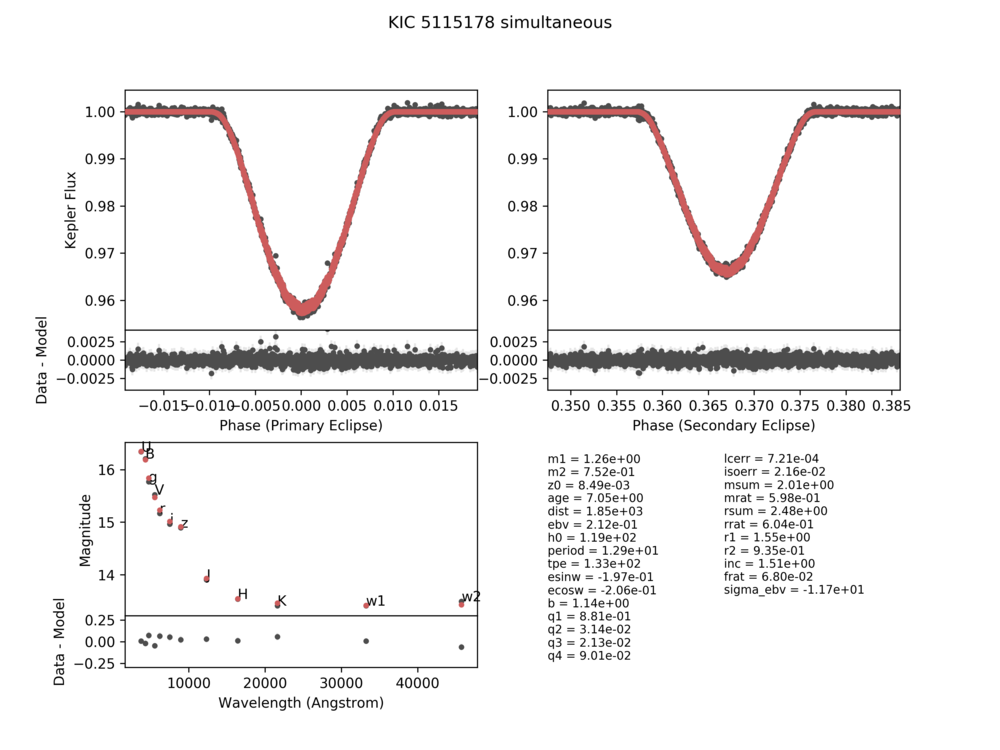 KIC 5115178 simultaneous
1.00
0.99
0.98
0.97
0.96
Kepler Flux
0.0025
0.0000
−0.0025
Data - Model
−0.015 −0.010 −0.005 0.000 0.005 0.010 0.015
Phase (Primary Eclipse)
1.00
0.99
0.98
0.97
0.96
0.0025
0.0000
−0.0025
0.350 0.355 0.360 0.365 0.370 0.375 0.380 0.385
Phase (Secondary Eclipse)
16
15
14
Magnitude
U
B
g
V
r
i
z
J
H
K
w1
w2
0.25
0.00
−0.25
Data - Model
10000 20000 30000 40000
Wavelength (Angstrom)
m1 = 1.26e+00
m2 = 7.52e-01
z0 = 8.49e-03
age = 7.05e+00
dist = 1.85e+03
ebv = 2.12e-01
h0 = 1.19e+02
period = 1.29e+01
tpe = 1.33e+02
esinw = -1.97e-01
ecosw = -2.06e-01
b = 1.14e+00
q1 = 8.81e-01
q2 = 3.14e-02
q3 = 2.13e-02
q4 = 9.01e-02
lcerr = 7.21e-04
isoerr = 2.16e-02
msum = 2.01e+00
mrat = 5.98e-01
rsum = 2.48e+00
rrat = 6.04e-01
r1 = 1.55e+00
r2 = 9.35e-01
inc = 1.51e+00
frat = 6.80e-02
sigma_ebv = -1.17e+01